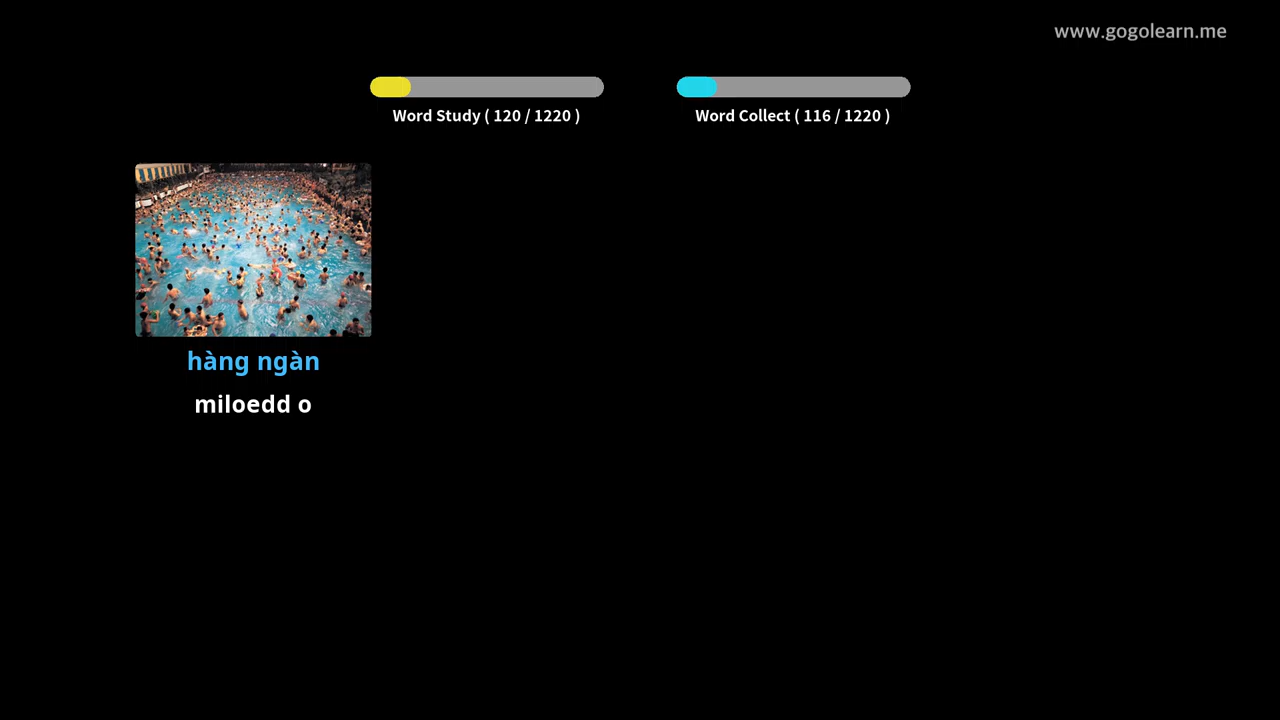 www.gogolearn.me
Word Study ( 120 / 1220 )
Word Collect ( 116 / 1220 )
hàng ngàn
miloedd o